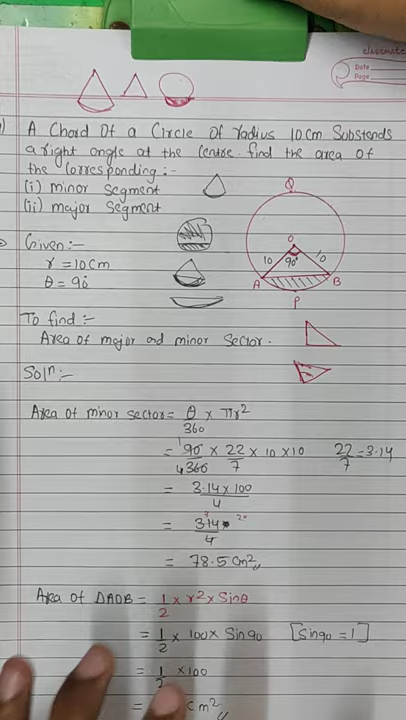 classmate
Date
Page
A Chord Of a Circle Of radius 10 cm Substends
a right angle at the Centre. find the area of
the Corresponding :-
(i) minor Segment
(ii) major Segment
Q
Given :-
r = 10 Cm
θ = 90
O
10 90° 10
A B
P
To find :-
Area of major and minor Sector.
Solⁿ :-
Area of minor sector = θ/360 × πr²
= 90/360 × 22/7 × 10 × 10 22/7 = 3.14
1
4
= 3.14 × 100/4
= 314/4
= 78.5 Cm²
Area of ΔAOB = 1/2 × r² × Sinθ
= 1/2 × 100 × Sin90 [Sin90 = 1]
= 1/2 × 100
= Cm²